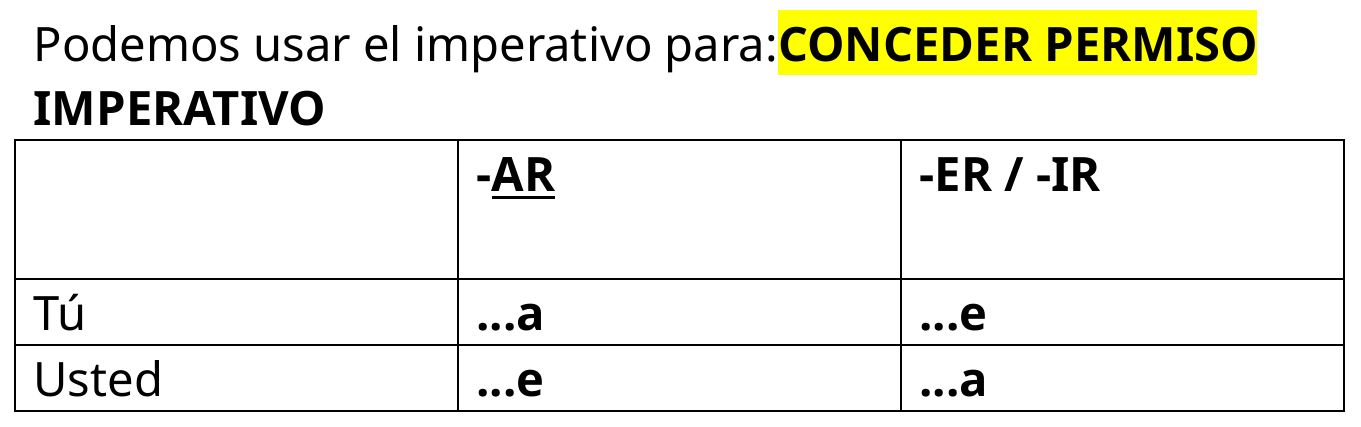 Podemos usar el imperativo para:CONCEDER PERMISO
IMPERATIVO
-AR -ER / -IR
Tú ...a ...e
Usted ...e ...a